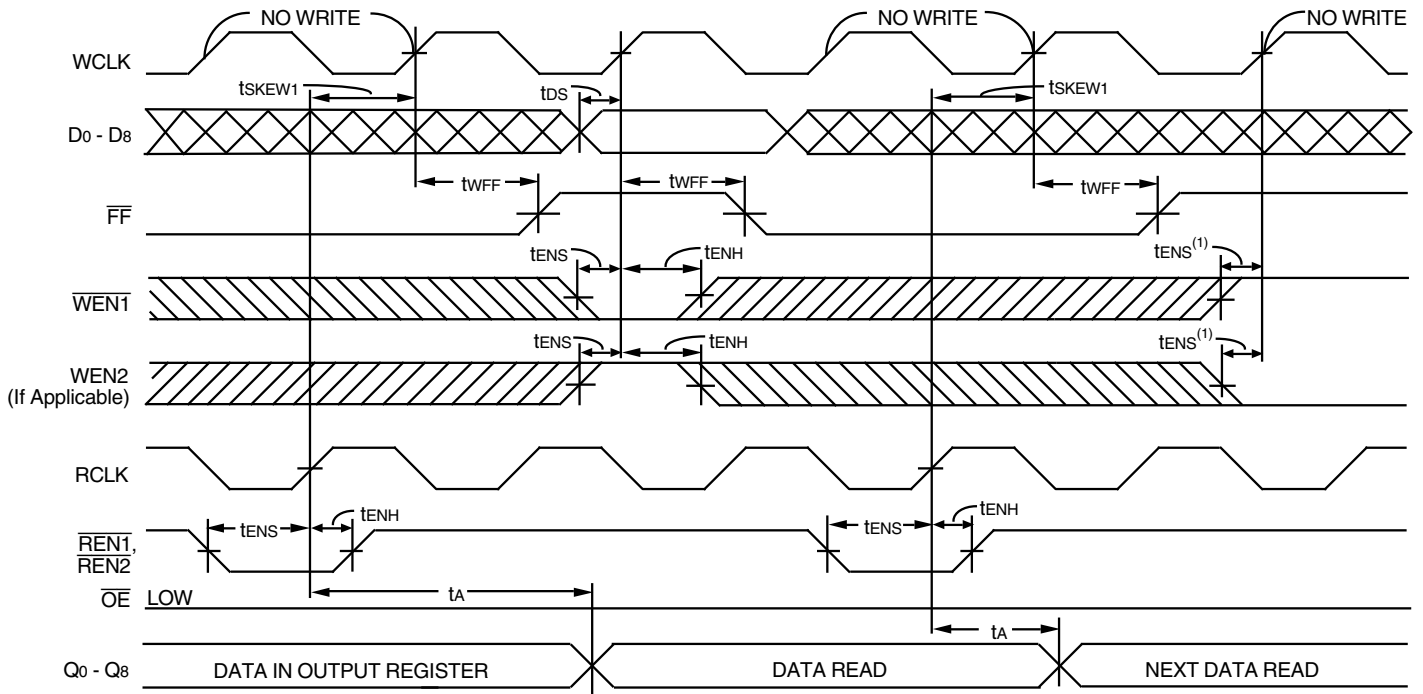 NO WRITE NO WRITE NO WRITE
WCLK
tSKEW1 tDS tSKEW1
D0 - D8
tWFF tWFF tWFF
FF
tENS tENH tENS(1)
WEN1
tENS tENH tENS(1)
WEN2
(If Applicable)
RCLK
tENS tENH tENS tENH
REN1,
REN2
OE LOW
tA
tA
Q0 - Q8 DATA IN OUTPUT REGISTER DATA READ NEXT DATA READ